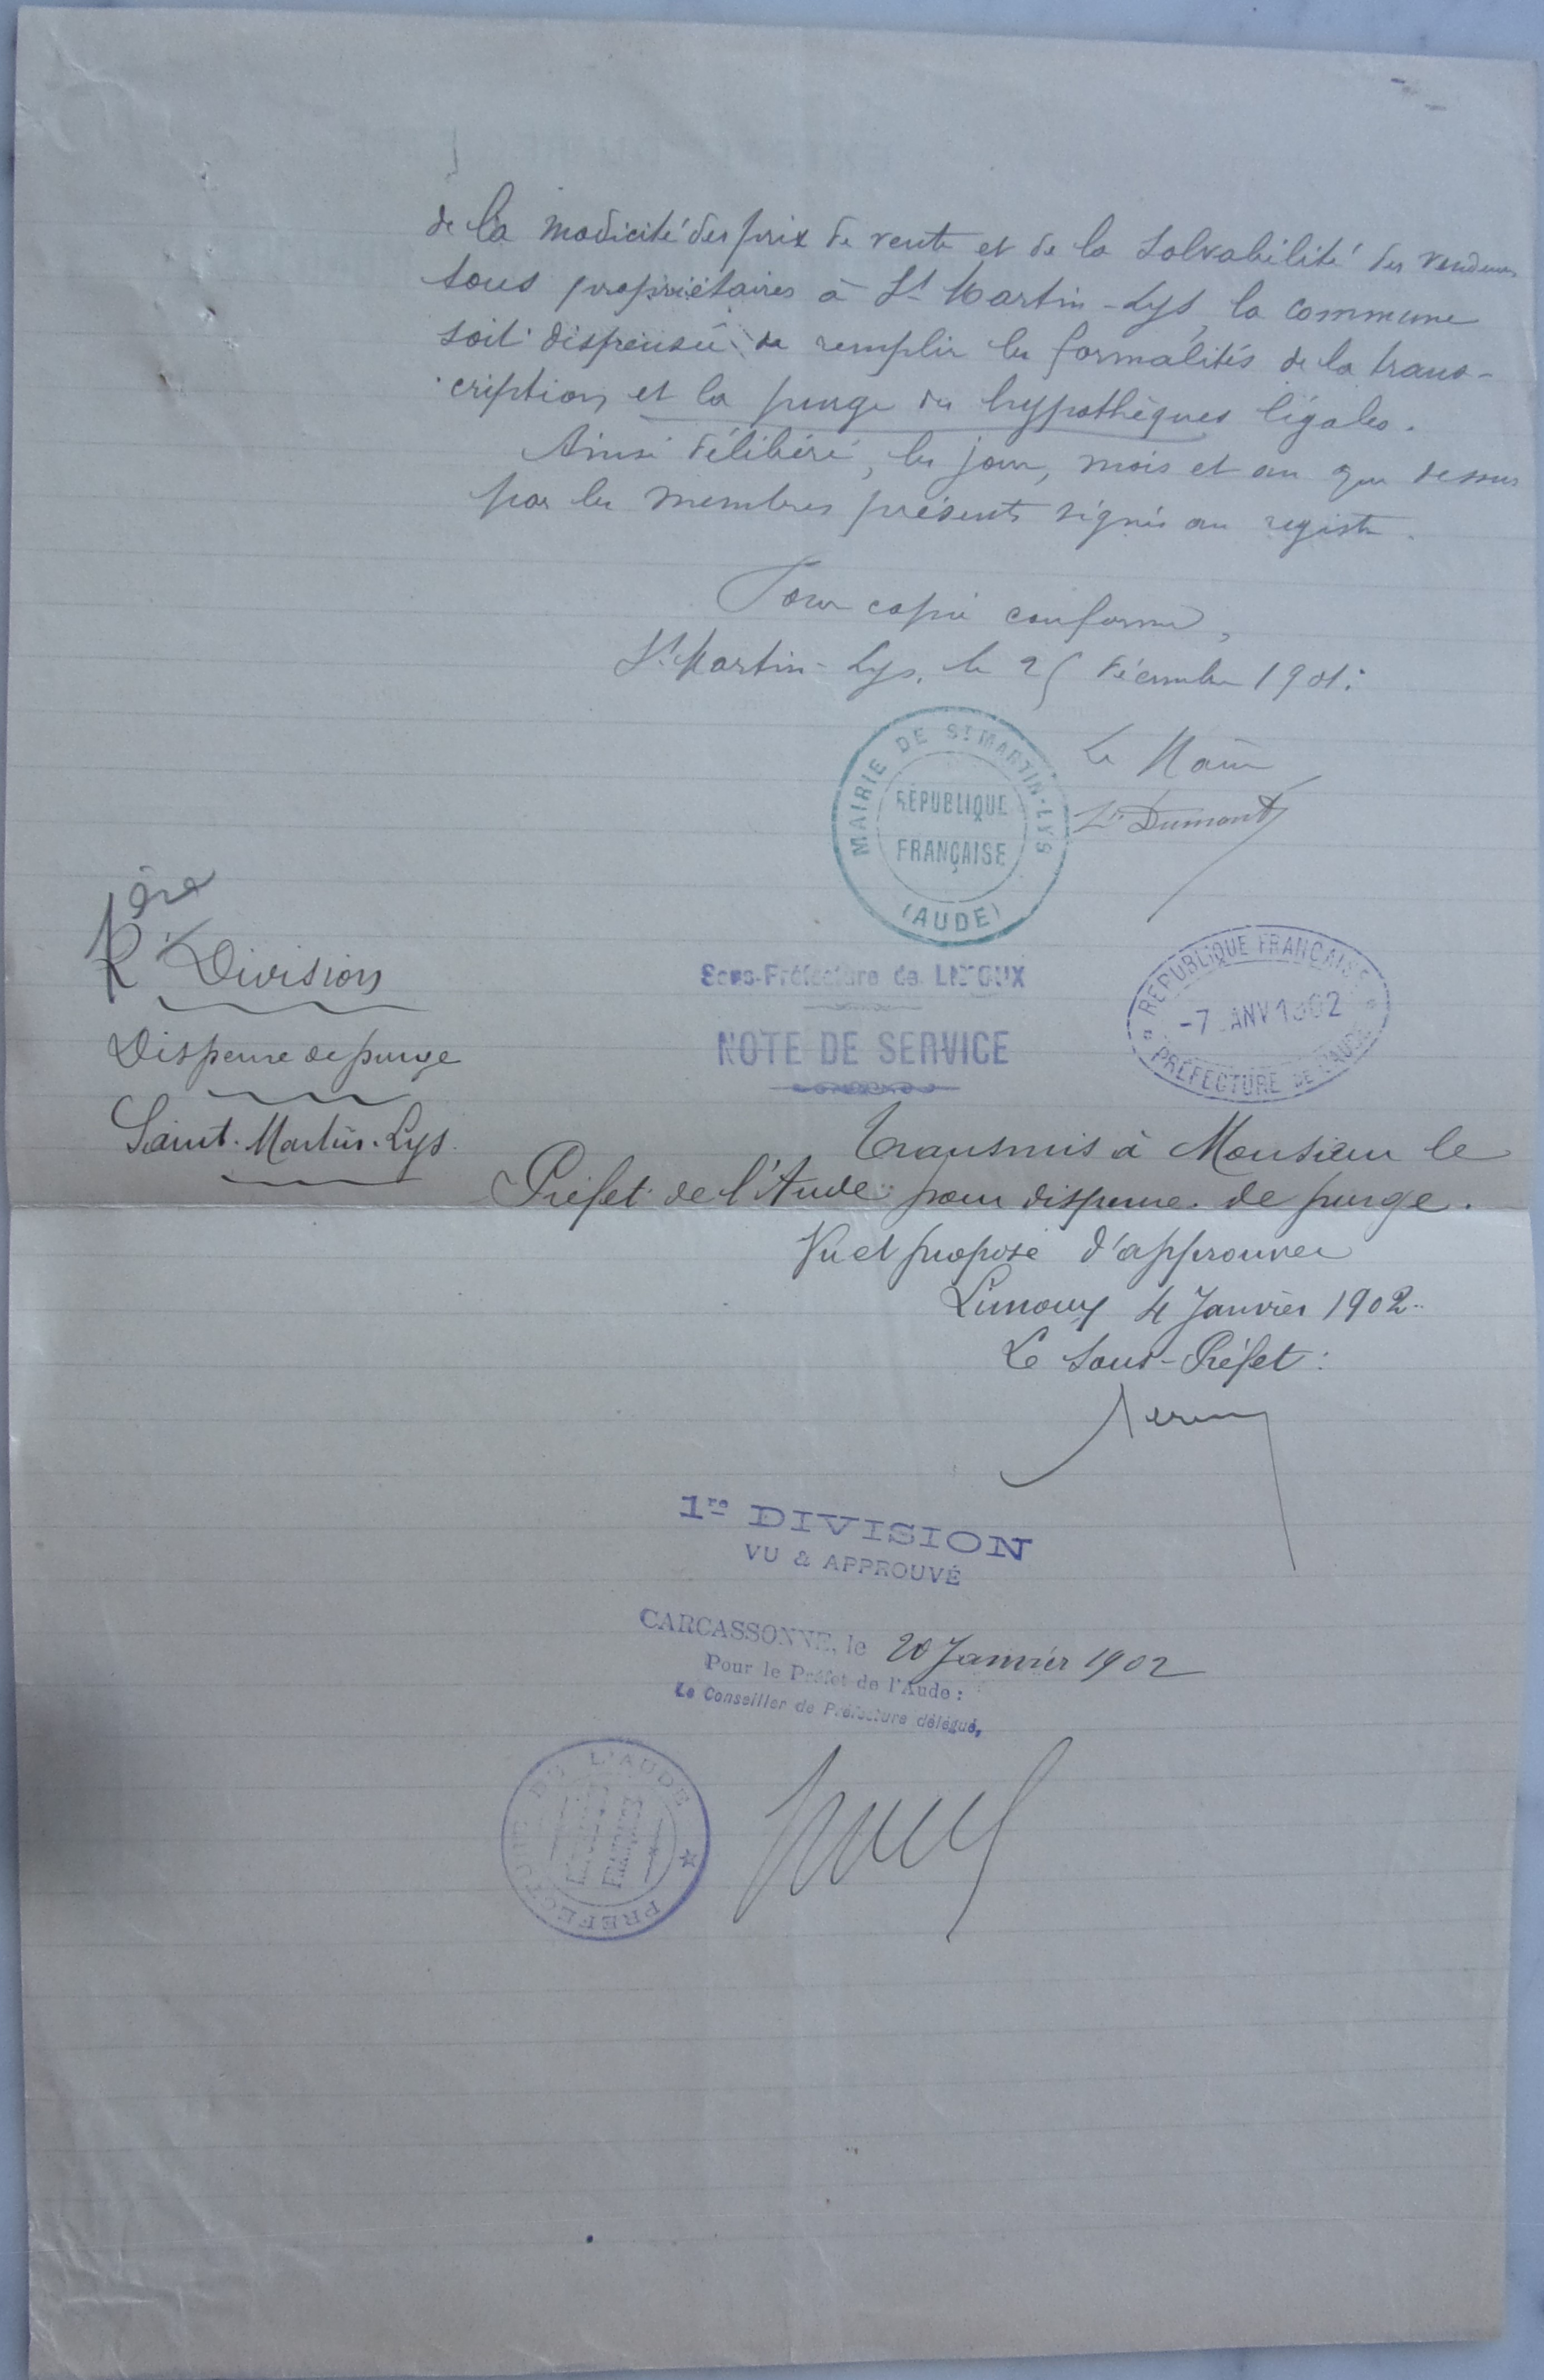 de la modicité des prix de vente et de la solvabilité des vendeurs
tous propriétaires à St Martin-Lys, la commune
soit dispensée de remplir les formalités de la trans-
cription et la purge des hypothèques légales.
Ainsi délibéré, les jour, mois et an que dessus
par les membres présents signés au registre.
Pour copie conforme,
St Martin-Lys, le 25 décembre 1901.
Le Maire
Dumont
MAIRIE DE ST MARTIN-LYS
RÉPUBLIQUE
FRANÇAISE
(AUDE)
1ère Division
Dispense de purge
Saint-Martin-Lys.
Sous-Préfecture de LIMOUX
NOTE DE SERVICE
RÉPUBLIQUE FRANÇAISE
-7 JANV 1902
PRÉFECTURE DE L'AUDE
Transmis à Monsieur le
Préfet de l'Aude pour dispense de purge.
Vu et proposé d'approuver
Limoux 4 Janvier 1902
Le Sous-Préfet:
1re DIVISION
VU & APPROUVÉ
CARCASSONNE, le 20 Janvier 1902
Pour le Préfet de l'Aude:
Le Conseiller de Préfecture délégué,
PREFECTURE DE L'AUDE